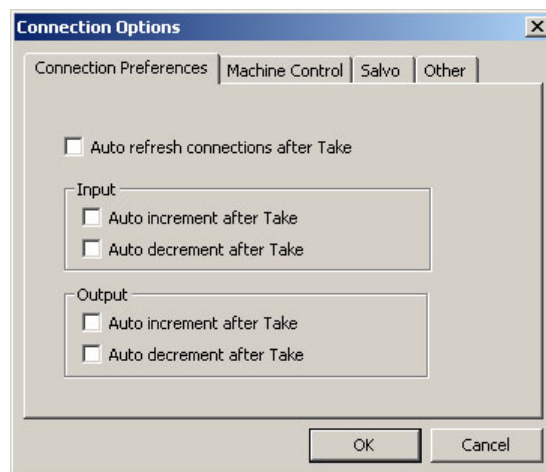 Connection Options
Connection Preferences Machine Control Salvo Other
Auto refresh connections after Take
Input
Auto increment after Take
Auto decrement after Take
Output
Auto increment after Take
Auto decrement after Take
OK Cancel